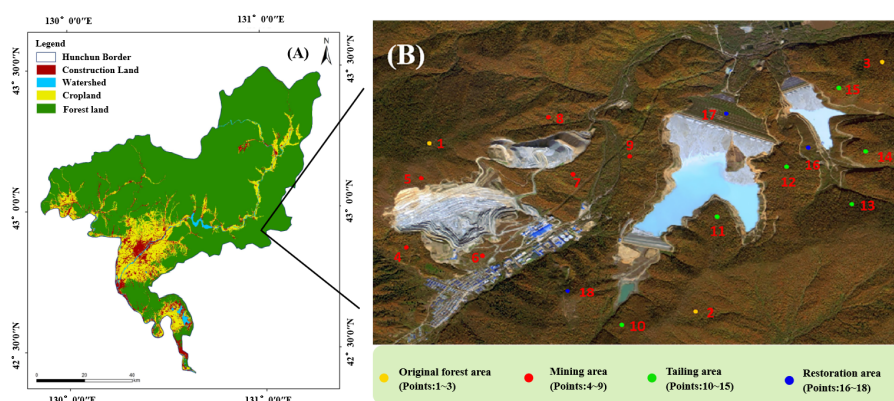 130° 0′0″E
131° 0′0″E
(A)
Legend
Hunchun Border
Construction Land
Watershed
Cropland
Forest land
N
43° 30′0″N
43° 0′0″N
42° 30′0″N
43° 30′0″N
43° 0′0″N
42° 30′0″N
0
20
40
KM
130° 0′0″E
131° 0′0″E
(B)
3
15
8
17
1
9
14
16
5
7
12
13
11
4
6
18
2
10
Original forest area
(Points:1~3)
Mining area
(Points:4~9)
Tailing area
(Points:10~15)
Restoration area
(Points:16~18)